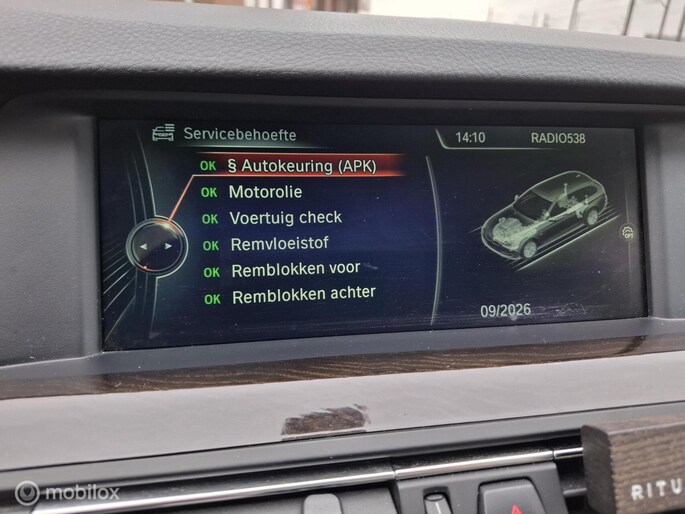 Servicebehoefte
14:10 RADIO538
OK § Autokeuring (APK)
OK Motorolie
OK Voertuig check
OK Remvloeistof
OK Remblokken voor
OK Remblokken achter
09/2026
RITU
mobilox